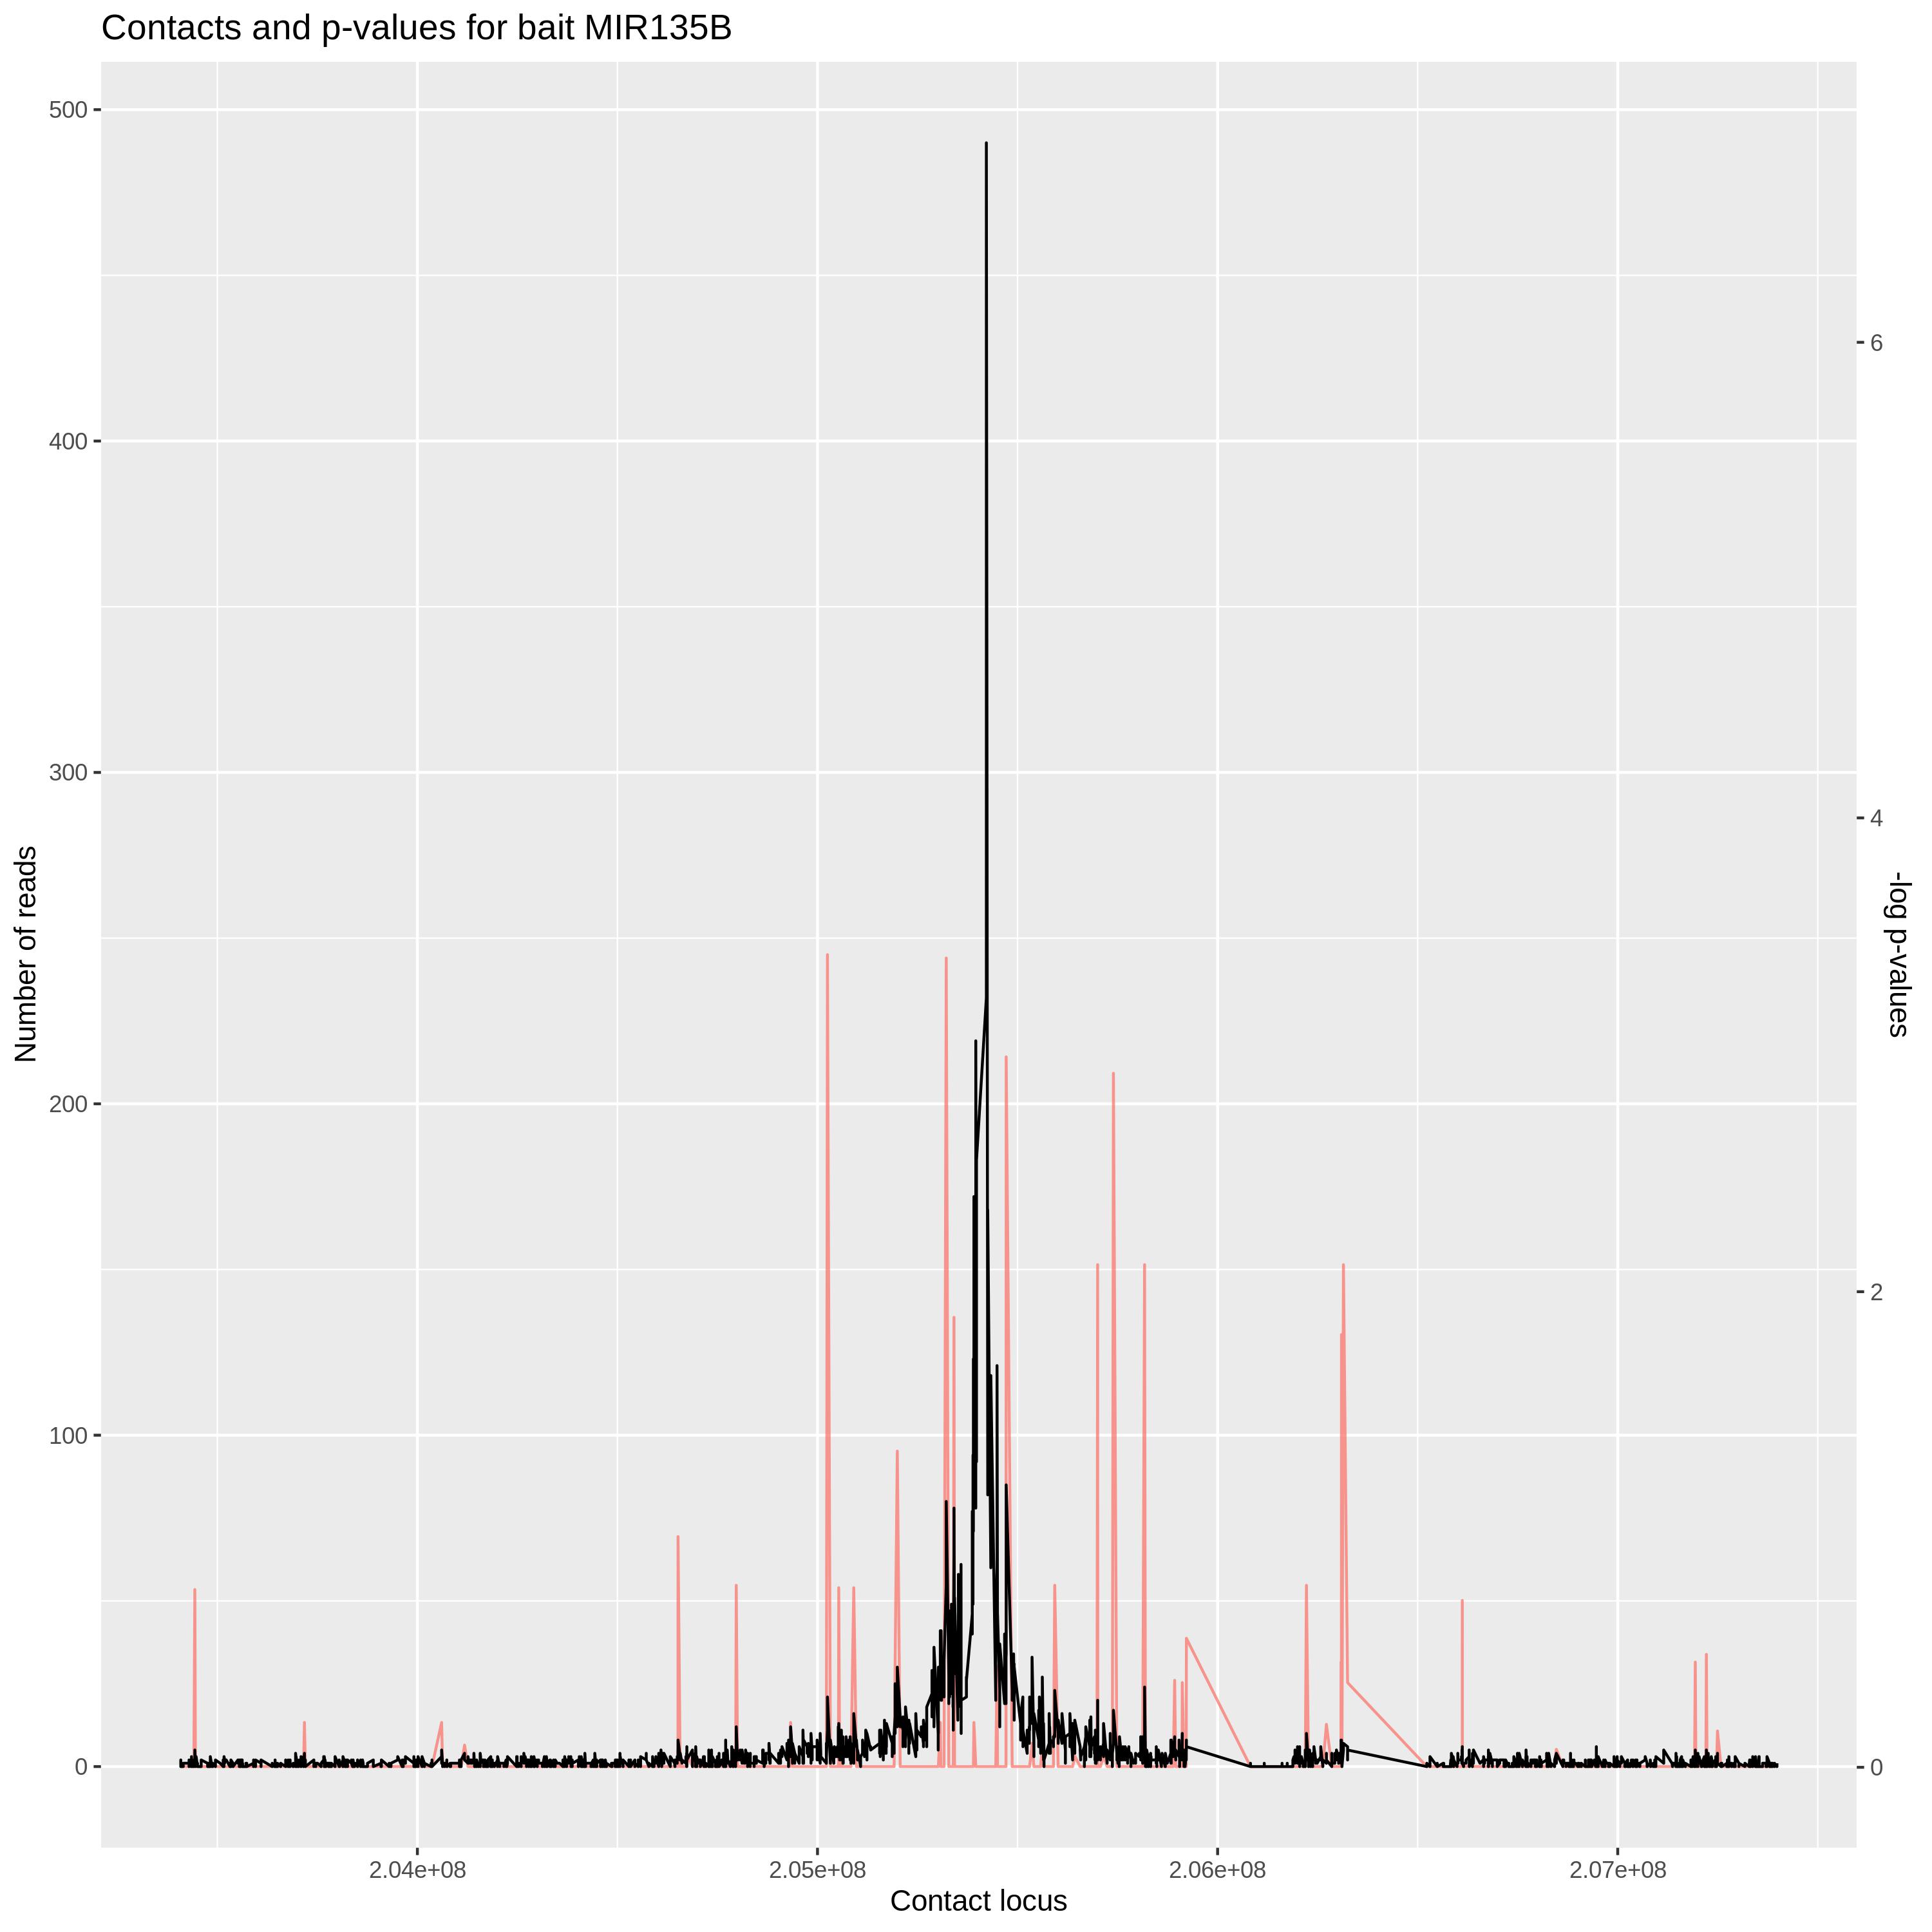 Contacts and p-values for bait MIR135B
500
400
300
200
100
0
Number of reads
6
4
2
0
-log p-values
2.04e+08
2.05e+08
2.06e+08
2.07e+08
Contact locus